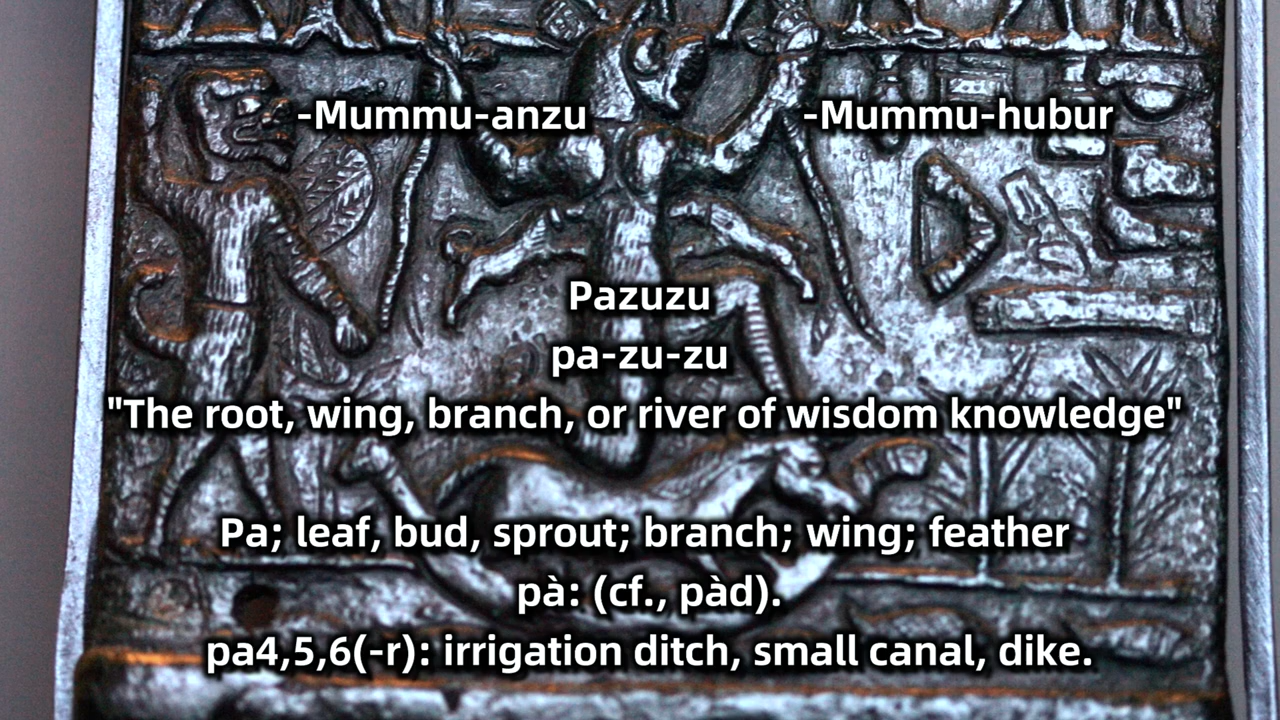 -Mummu-anzu -Mummu-hubur
Pazuzu
pa-zu-zu
"The root, wing, branch, or river of wisdom knowledge"
Pa; leaf, bud, sprout; branch; wing; feather
pà: (cf., pàd).
pa4,5,6(-r): irrigation ditch, small canal, dike.